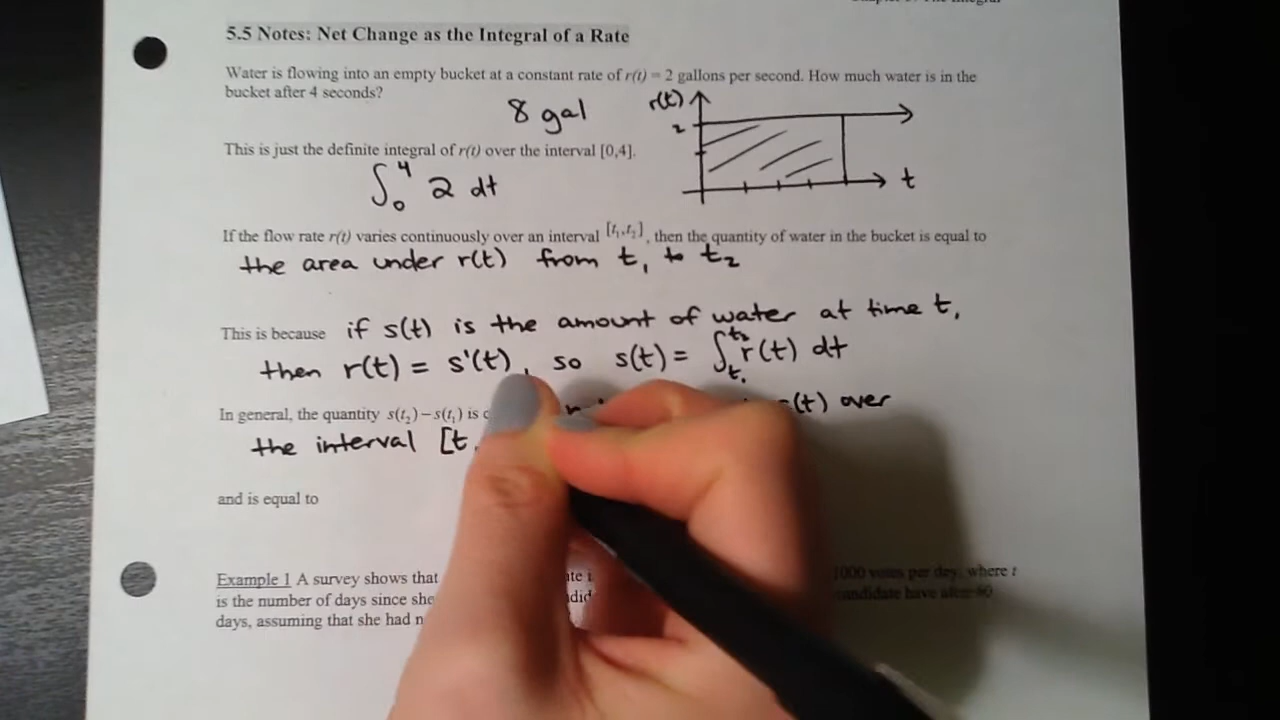 5.5 Notes: Net Change as the Integral of a Rate
Water is flowing into an empty bucket at a constant rate of r(t) = 2 gallons per second. How much water is in the
bucket after 4 seconds?
8 gal
r(t)
2
t
This is just the definite integral of r(t) over the interval [0,4].
∫₀⁴ 2 dt
If the flow rate r(t) varies continuously over an interval [t₁,t₂], then the quantity of water in the bucket is equal to
the area under r(t) from t₁ to t₂
This is because if s(t) is the amount of water at time t,
then r(t) = s'(t), so s(t) = ∫_{t₁}^{t₂} r(t) dt
In general, the quantity s(t₂)−s(t₁) is (t) over
the interval [t
and is equal to
Example 1 A survey shows that 1000 votes per day, where t
is the number of days since she candidate have after 60
days, assuming that she had n